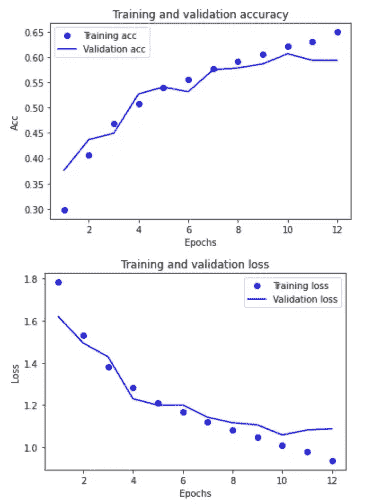 Training and validation accuracy
0.65
0.60
0.55
0.50
0.45
0.40
0.35
0.30
Acc
Training acc
Validation acc
2 4 6 8 10 12
Epochs
Training and validation loss
1.8
1.6
1.4
1.2
1.0
Loss
Training loss
Validation loss
2 4 6 8 10 12
Epochs